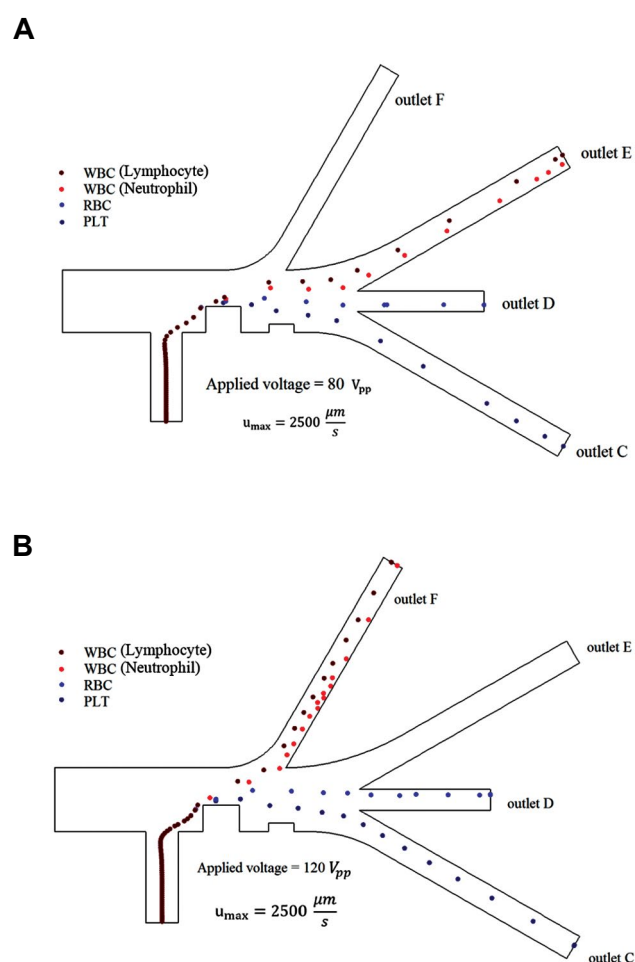 A
outlet F
outlet E
WBC (Lymphocyte)
WBC (Neutrophil)
RBC
PLT
outlet D
Applied voltage = 80 Vpp
umax = 2500 μm/s
outlet C
B
outlet F
outlet E
WBC (Lymphocyte)
WBC (Neutrophil)
RBC
PLT
outlet D
Applied voltage = 120 Vpp
umax = 2500 μm/s
outlet C